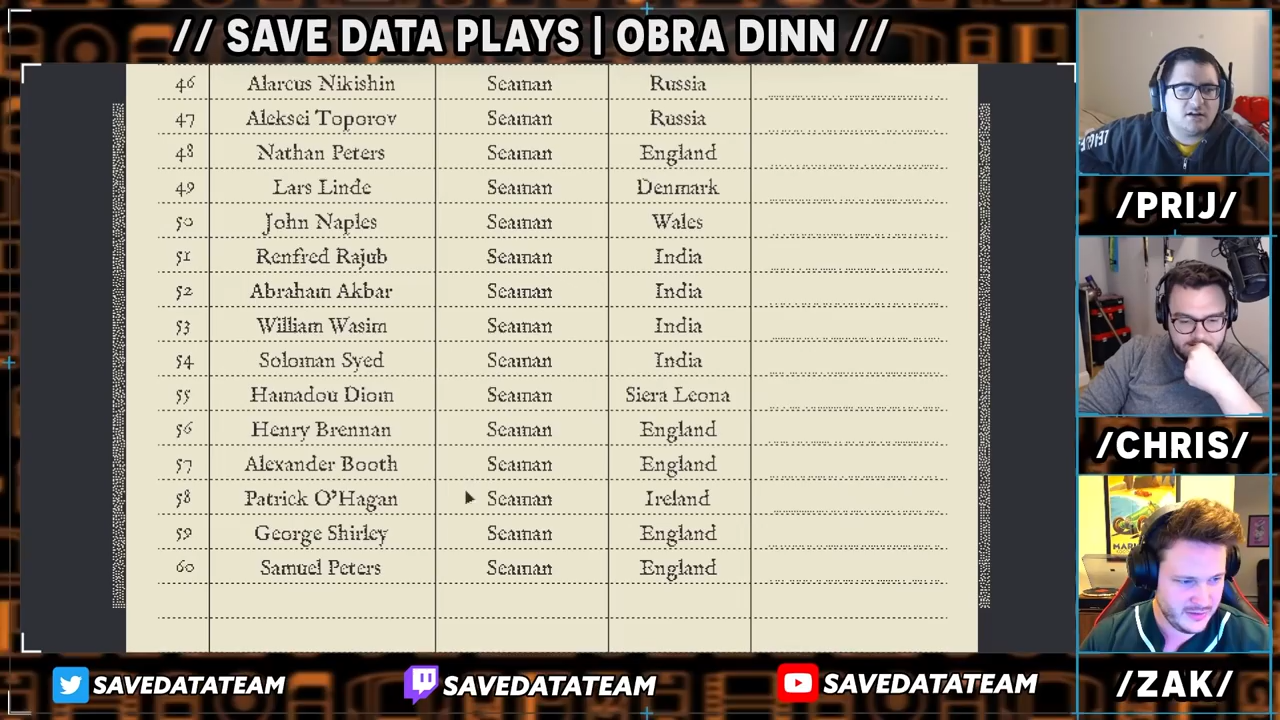 // SAVE DATA PLAYS | OBRA DINN //
46 Alarcus Nikishin Seaman Russia
47 Aleksei Toporov Seaman Russia
48 Nathan Peters Seaman England
49 Lars Linde Seaman Denmark
50 John Naples Seaman Wales
51 Renfred Rajub Seaman India
52 Abraham Akbar Seaman India
53 William Wasim Seaman India
54 Soloman Syed Seaman India
55 Hamadou Diom Seaman Siera Leona
56 Henry Brennan Seaman England
57 Alexander Booth Seaman England
58 Patrick O'Hagan Seaman Ireland
59 George Shirley Seaman England
60 Samuel Peters Seaman England
/PRIJ/
/CHRIS/
/ZAK/
SAVEDATATEAM
SAVEDATATEAM
SAVEDATATEAM